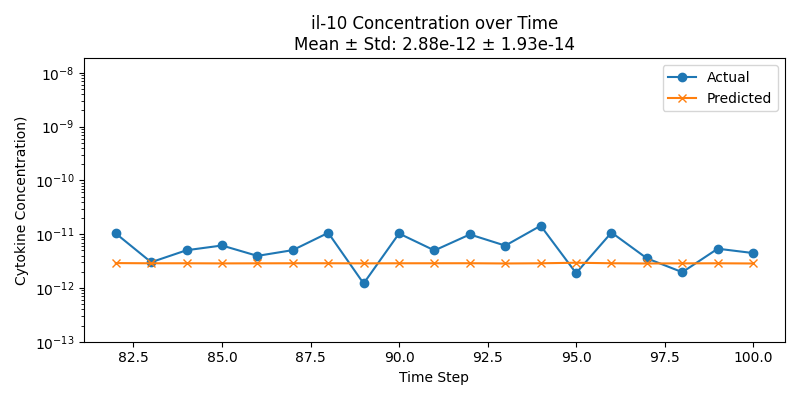 il-10 Concentration over Time
Mean ± Std: 2.88e-12 ± 1.93e-14
Actual
Predicted
Cytokine Concentration)
10⁻⁸
10⁻⁹
10⁻¹⁰
10⁻¹¹
10⁻¹²
10⁻¹³
82.5 85.0 87.5 90.0 92.5 95.0 97.5 100.0
Time Step